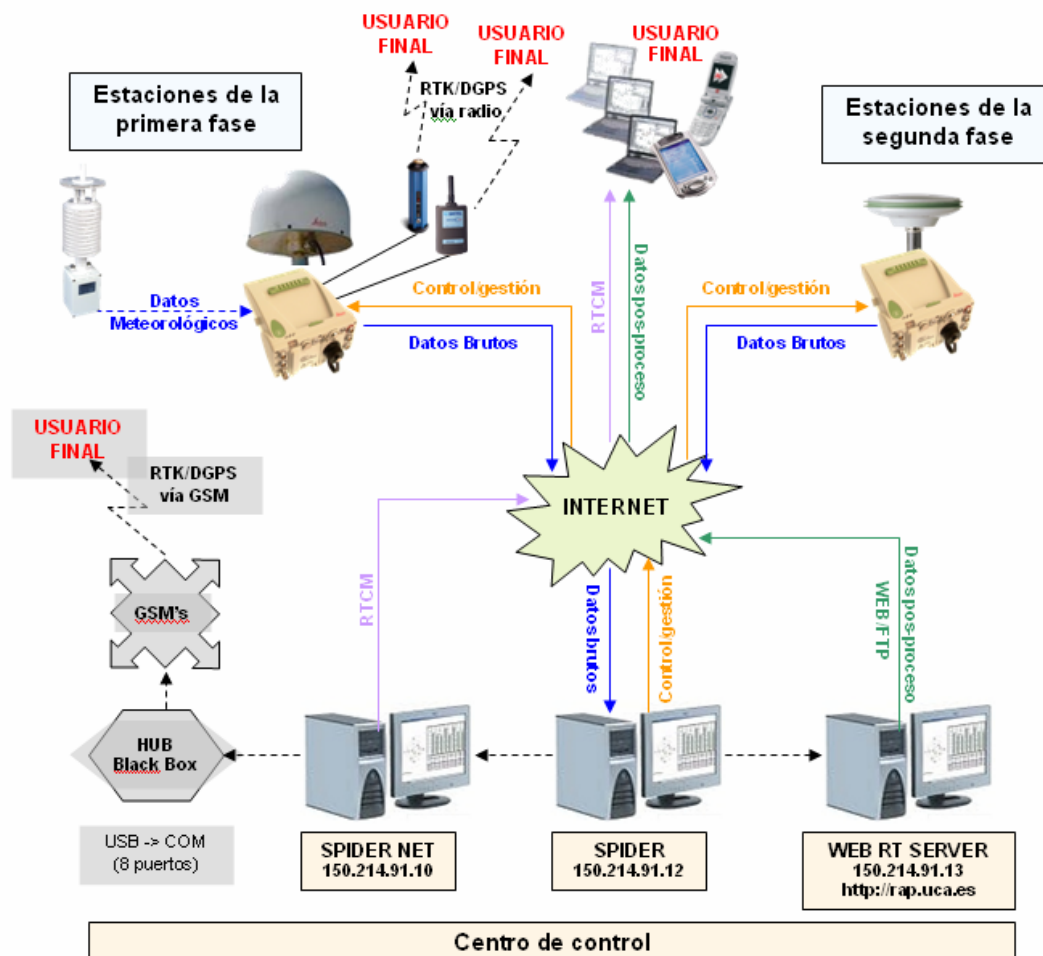 USUARIO
FINAL
USUARIO
FINAL
USUARIO
FINAL
RTK/DGPS
vía radio
Estaciones de la
primera fase
Estaciones de la
segunda fase
Datos
Meteorológicos
Control/gestión
Datos Brutos
RTCM
Datos pos-proceso
Control/gestión
Datos Brutos
USUARIO
FINAL
RTK/DGPS
vía GSM
INTERNET
GSM's
RTCM
Datos brutos
Control/gestión
Datos pos-proceso
WEB/FTP
HUB
Black Box
USB -> COM
(8 puertos)
SPIDER NET
150.214.91.10
SPIDER
150.214.91.12
WEB RT SERVER
150.214.91.13
http://rap.uca.es
Centro de control